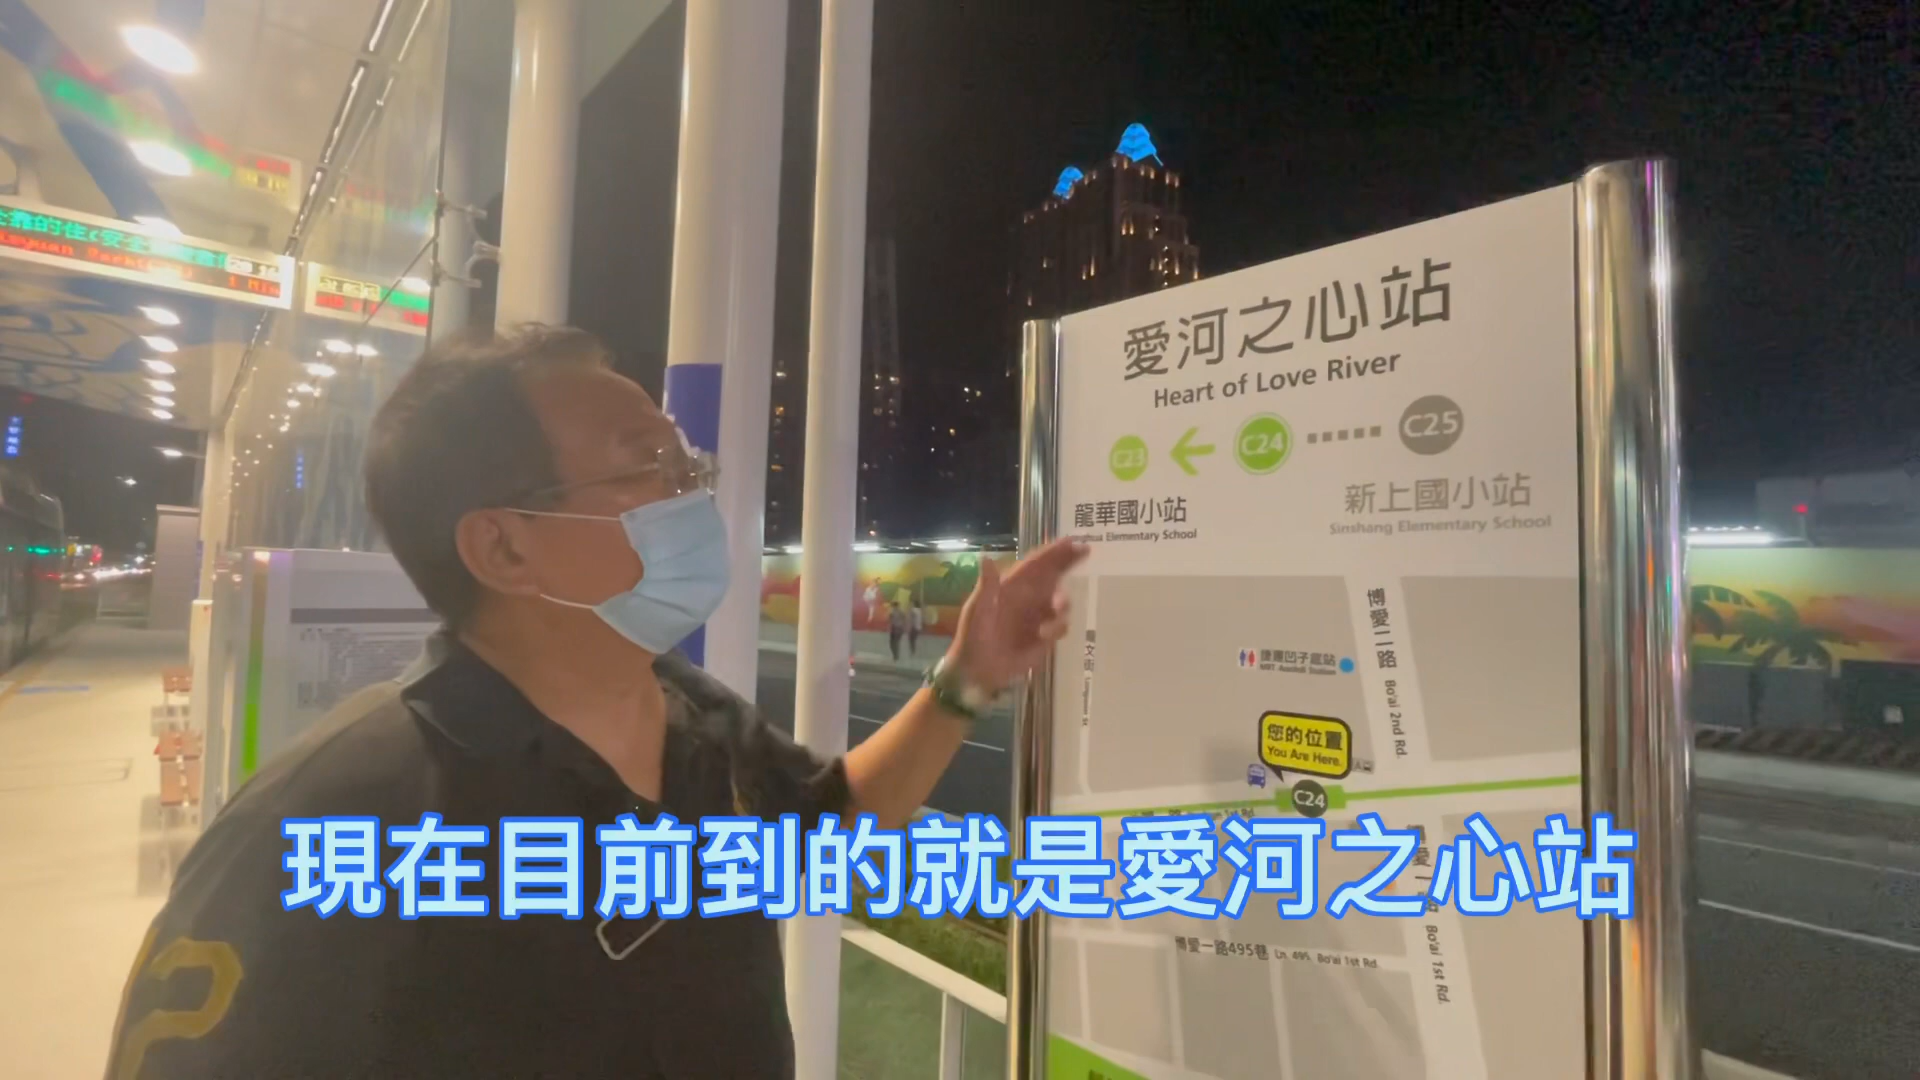 愛河之心站
Heart of Love River
C23
C24
C25
龍華國小站
Elementary School
新上國小站
Sinshang Elementary School
博愛二路 Bo'ai 2nd Rd.
捷運凹子底站
您的位置
You Are Here.
C24
現在目前到的就是愛河之心站
博愛一路495巷 Ln. 495, Bo'ai 1st Rd.
Bo'ai 1st Rd.